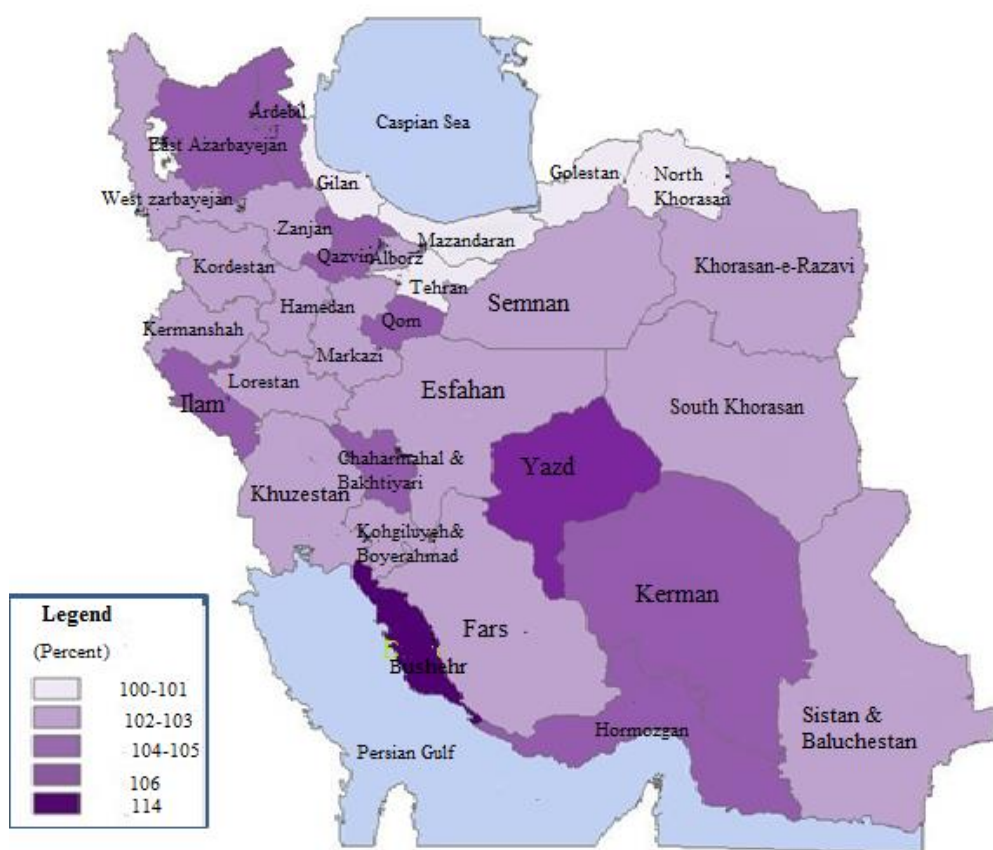 Caspian Sea
Ardebil
East Azarbayejan
West zarbayejan
Gilan
Golestan
North
Khorasan
Zanjan
Mazandaran
Qazvin
Alborz
Kordestan
Tehran
Khorasan-e-Razavi
Hamedan
Semnan
Qom
Kermanshah
Markazi
Lorestan
Esfahan
Ilam
South Khorasan
Chaharmahal &
Bakhtiyari
Yazd
Khuzestan
Kohgiluyeh&
Boyerahmad
Kerman
Fars
E
Bushehr
Sistan &
Baluchestan
Hormozgan
Persian Gulf
Legend
(Percent)
100-101
102-103
104-105
106
114